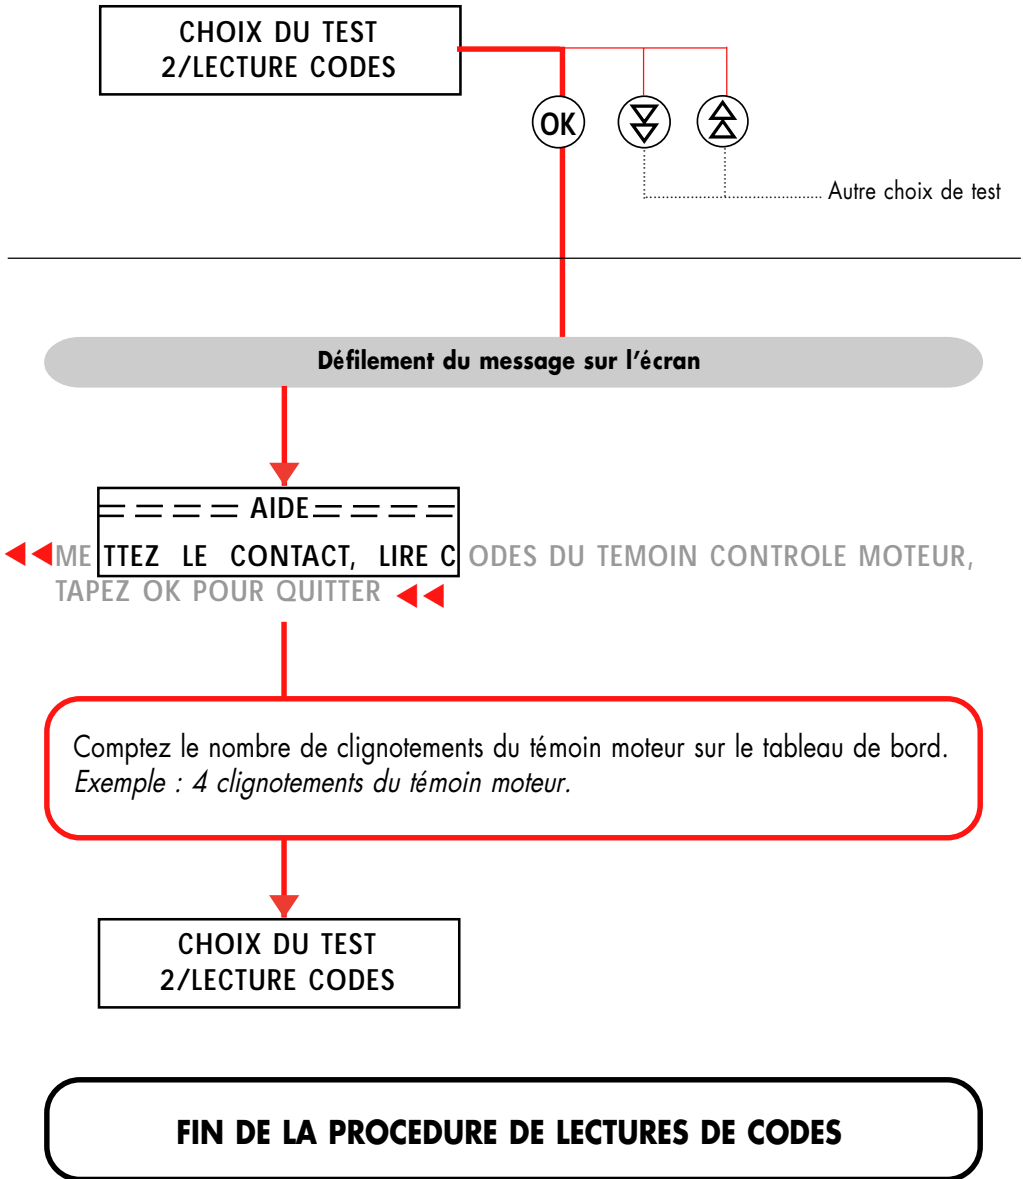 CHOIX DU TEST
2/LECTURE CODES
OK
Autre choix de test
Défilement du message sur l'écran
==== AIDE ====
METTEZ LE CONTACT, LIRE CODES DU TEMOIN CONTROLE MOTEUR,
TAPEZ OK POUR QUITTER
Comptez le nombre de clignotements du témoin moteur sur le tableau de bord.
Exemple : 4 clignotements du témoin moteur.
CHOIX DU TEST
2/LECTURE CODES
FIN DE LA PROCEDURE DE LECTURES DE CODES